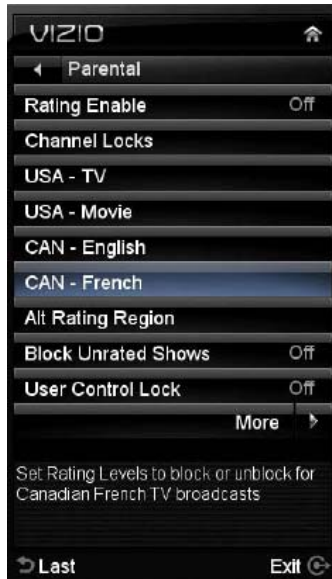 VIZIO
Parental
Rating Enable Off
Channel Locks
USA - TV
USA - Movie
CAN - English
CAN - French
Alt Rating Region
Block Unrated Shows Off
User Control Lock Off
More
Set Rating Levels to block or unblock for
Canadian French TV broadcasts
Last Exit